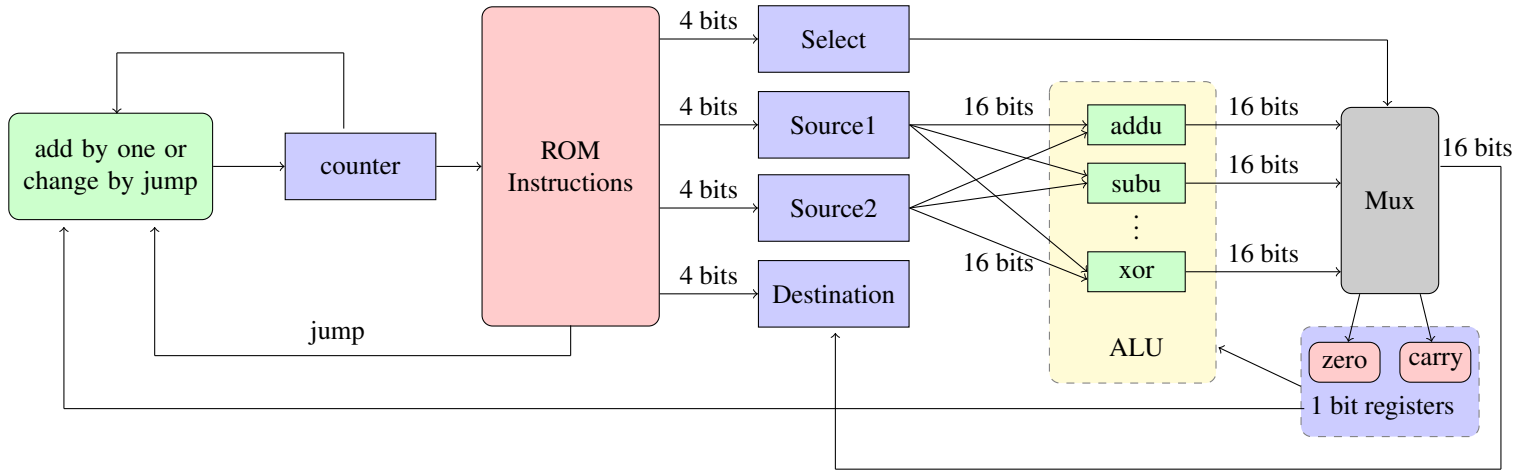 4 bits
Select
4 bits
Source1
16 bits
addu
16 bits
add by one or
change by jump
counter
ROM
Instructions
16 bits
subu
16 bits
Mux
4 bits
Source2
⋮
16 bits
xor
16 bits
4 bits
Destination
jump
ALU
zero
carry
1 bit registers